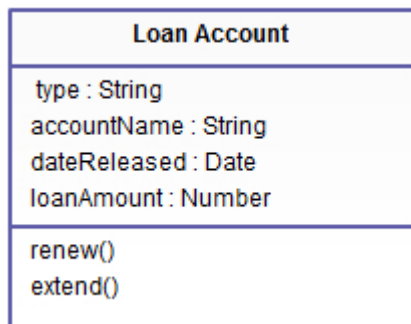 Loan Account
type : String
accountName : String
dateReleased : Date
loanAmount : Number
renew()
extend()